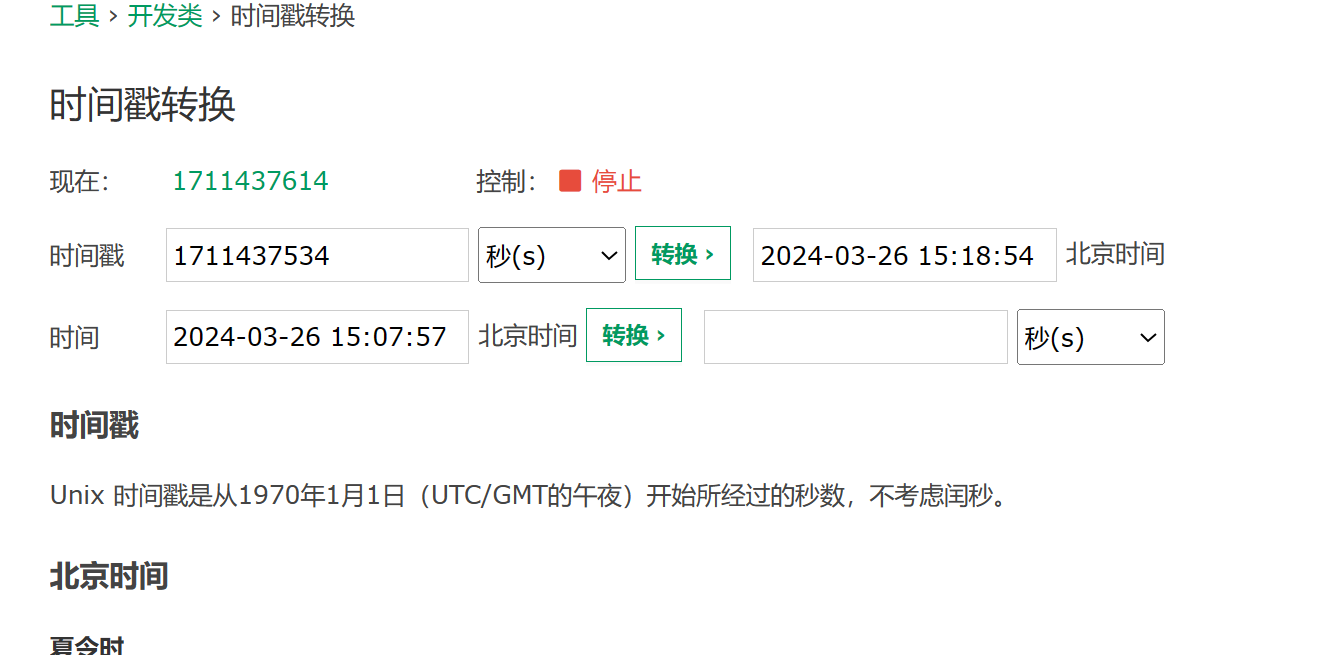 工具 › 开发类 › 时间戳转换
时间戳转换
现在： 1711437614 控制： 停止
时间戳 1711437534 秒(s) 转换 › 2024-03-26 15:18:54 北京时间
时间 2024-03-26 15:07:57 北京时间 转换 › 秒(s)
时间戳
Unix 时间戳是从1970年1月1日（UTC/GMT的午夜）开始所经过的秒数，不考虑闰秒。
北京时间
夏令时